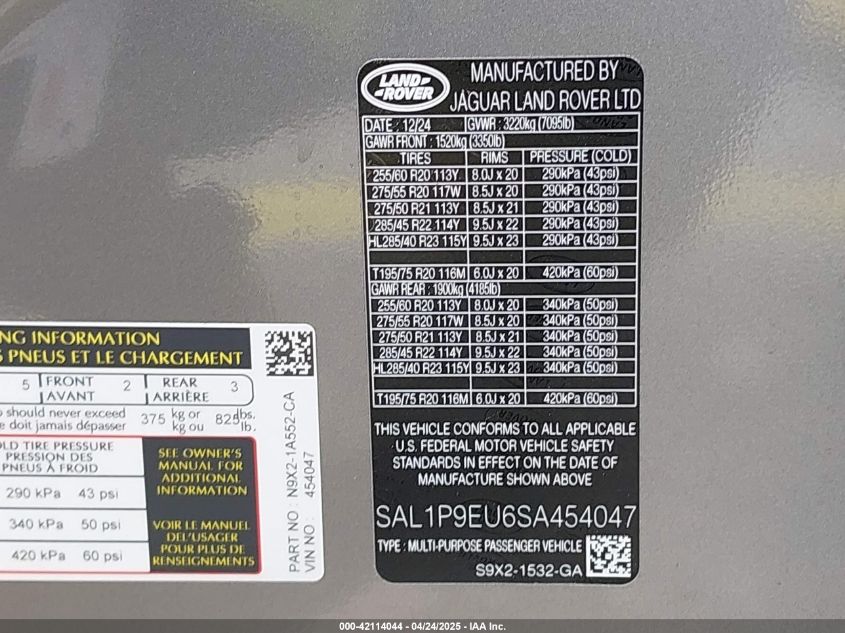 LAND-
-ROVER
MANUFACTURED BY
JAGUAR LAND ROVER LTD
DATE : 12/24 GVWR : 3220kg (7095lb)
GAWR FRONT : 1520kg (3350lb)
TIRES RIMS PRESSURE (COLD)
255/60 R20 113Y 8.0J x 20 290kPa (43psi)
275/55 R20 117W 8.5J x 20 290kPa (43psi)
275/50 R21 113Y 8.5J x 21 290kPa (43psi)
285/45 R22 114Y 9.5J x 22 290kPa (43psi)
HL285/40 R23 115Y 9.5J x 23 290kPa (43psi)
T195/75 R20 116M 6.0J x 20 420kPa (60psi)
GAWR REAR : 1900kg (4185lb)
255/60 R20 113Y 8.0J x 20 340kPa (50psi)
275/55 R20 117W 8.5J x 20 340kPa (50psi)
275/50 R21 113Y 8.5J x 21 340kPa (50psi)
285/45 R22 114Y 9.5J x 22 340kPa (50psi)
HL285/40 R23 115Y 9.5J x 23 340kPa (50psi)
T195/75 R20 116M 6.0J x 20 420kPa (60psi)
THIS VEHICLE CONFORMS TO ALL APPLICABLE
U.S. FEDERAL MOTOR VEHICLE SAFETY
STANDARDS IN EFFECT ON THE DATE OF
MANUFACTURE SHOWN ABOVE
SAL1P9EU6SA454047
TYPE : MULTI-PURPOSE PASSENGER VEHICLE
S9X2-1532-GA
NG INFORMATION
S PNEUS ET LE CHARGEMENT
5 FRONT 2 REAR 3
AVANT ARRIÈRE
should never exceed 375 kg or 825 lbs.
e doit jamais dépasser kg ou lb.
LD TIRE PRESSURE
PRESSION DES
PNEUS À FROID
290 kPa 43 psi
340 kPa 50 psi
420 kPa 60 psi
SEE OWNER'S
MANUAL FOR
ADDITIONAL
INFORMATION
VOIR LE MANUEL
DE L'USAGER
POUR PLUS DE
RENSEIGNEMENTS
PART NO : N9X2-1A552-CA
VIN NO : 454047
000-42114044 - 04/24/2025 - IAA Inc.